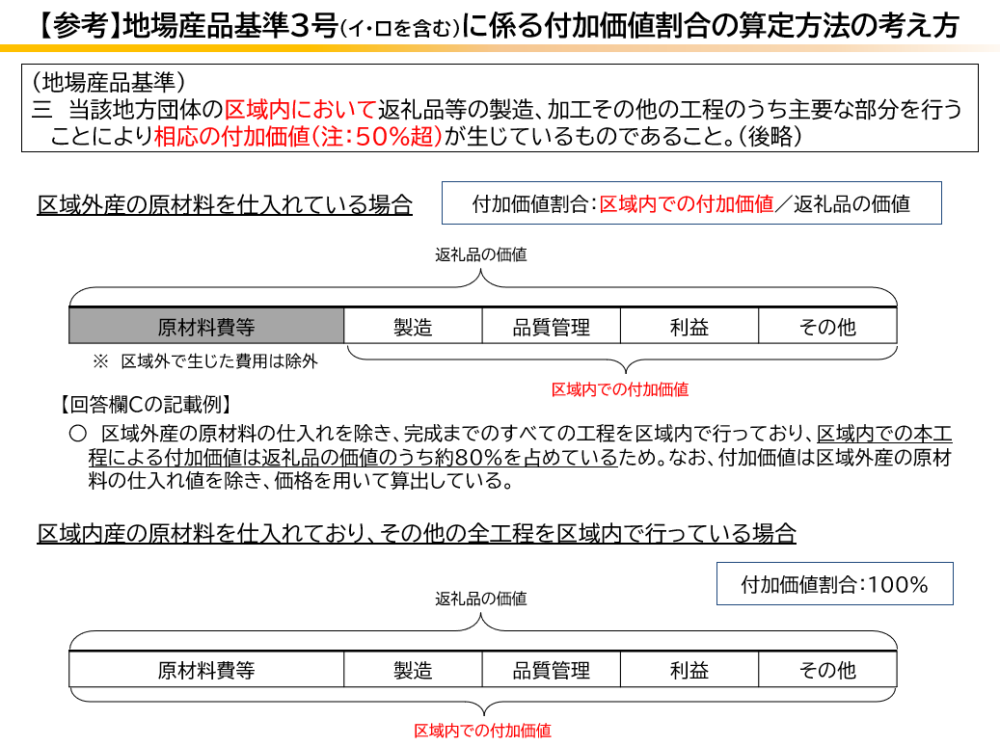 【参考】地場産品基準３号(イ・ロを含む)に係る付加価値割合の算定方法の考え方
（地場産品基準）
三　当該地方団体の区域内において返礼品等の製造、加工その他の工程のうち主要な部分を行う
ことにより相応の付加価値（注：５０％超）が生じているものであること。（後略）
区域外産の原材料を仕入れている場合
付加価値割合：区域内での付加価値／返礼品の価値
返礼品の価値
原材料費等　製造　品質管理　利益　その他
※　区域外で生じた費用は除外
区域内での付加価値
【回答欄Cの記載例】
〇　区域外産の原材料の仕入れを除き、完成までのすべての工程を区域内で行っており、区域内での本工
程による付加価値は返礼品の価値のうち約８０％を占めているため。なお、付加価値は区域外産の原材
料の仕入れ値を除き、価格を用いて算出している。
区域内産の原材料を仕入れており、その他の全工程を区域内で行っている場合
付加価値割合：１００％
返礼品の価値
原材料費等　製造　品質管理　利益　その他
区域内での付加価値